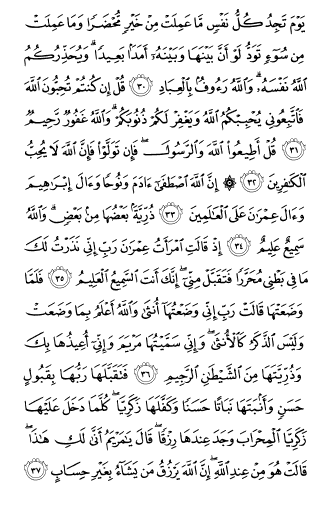 يَوْمَ تَجِدُ كُلُّ نَفْسٍ مَّا عَمِلَتْ مِنْ خَيْرٍ مُّحْضَرًا وَمَا عَمِلَتْ
مِن سُوٓءٍ تَوَدُّ لَوْ أَنَّ بَيْنَهَا وَبَيْنَهُۥٓ أَمَدًۢا بَعِيدًا ۗ وَيُحَذِّرُكُمُ
ٱللَّهُ نَفْسَهُۥ ۗ وَٱللَّهُ رَءُوفٌۢ بِٱلْعِبَادِ ٣٠ قُلْ إِن كُنتُمْ تُحِبُّونَ ٱللَّهَ
فَٱتَّبِعُونِى يُحْبِبْكُمُ ٱللَّهُ وَيَغْفِرْ لَكُمْ ذُنُوبَكُمْ ۗ وَٱللَّهُ غَفُورٌ رَّحِيمٌ
٣١ قُلْ أَطِيعُوا۟ ٱللَّهَ وَٱلرَّسُولَ ۖ فَإِن تَوَلَّوْا۟ فَإِنَّ ٱللَّهَ لَا يُحِبُّ
ٱلْكَٰفِرِينَ ٣٢ ۞ إِنَّ ٱللَّهَ ٱصْطَفَىٰٓ ءَادَمَ وَنُوحًا وَءَالَ إِبْرَٰهِيمَ
وَءَالَ عِمْرَٰنَ عَلَى ٱلْعَٰلَمِينَ ٣٣ ذُرِّيَّةًۢ بَعْضُهَا مِنۢ بَعْضٍ ۗ وَٱللَّهُ
سَمِيعٌ عَلِيمٌ ٣٤ إِذْ قَالَتِ ٱمْرَأَتُ عِمْرَٰنَ رَبِّ إِنِّى نَذَرْتُ لَكَ
مَا فِى بَطْنِى مُحَرَّرًا فَتَقَبَّلْ مِنِّىٓ ۖ إِنَّكَ أَنتَ ٱلسَّمِيعُ ٱلْعَلِيمُ ٣٥ فَلَمَّا
وَضَعَتْهَا قَالَتْ رَبِّ إِنِّى وَضَعْتُهَآ أُنثَىٰ وَٱللَّهُ أَعْلَمُ بِمَا وَضَعَتْ
وَلَيْسَ ٱلذَّكَرُ كَٱلْأُنثَىٰ ۖ وَإِنِّى سَمَّيْتُهَا مَرْيَمَ وَإِنِّىٓ أُعِيذُهَا بِكَ
وَذُرِّيَّتَهَا مِنَ ٱلشَّيْطَٰنِ ٱلرَّجِيمِ ٣٦ فَتَقَبَّلَهَا رَبُّهَا بِقَبُولٍ
حَسَنٍ وَأَنۢبَتَهَا نَبَاتًا حَسَنًا وَكَفَّلَهَا زَكَرِيَّا ۖ كُلَّمَا دَخَلَ عَلَيْهَا
زَكَرِيَّا ٱلْمِحْرَابَ وَجَدَ عِندَهَا رِزْقًا ۖ قَالَ يَٰمَرْيَمُ أَنَّىٰ لَكِ هَٰذَا ۖ
قَالَتْ هُوَ مِنْ عِندِ ٱللَّهِ ۖ إِنَّ ٱللَّهَ يَرْزُقُ مَن يَشَآءُ بِغَيْرِ حِسَابٍ ٣٧